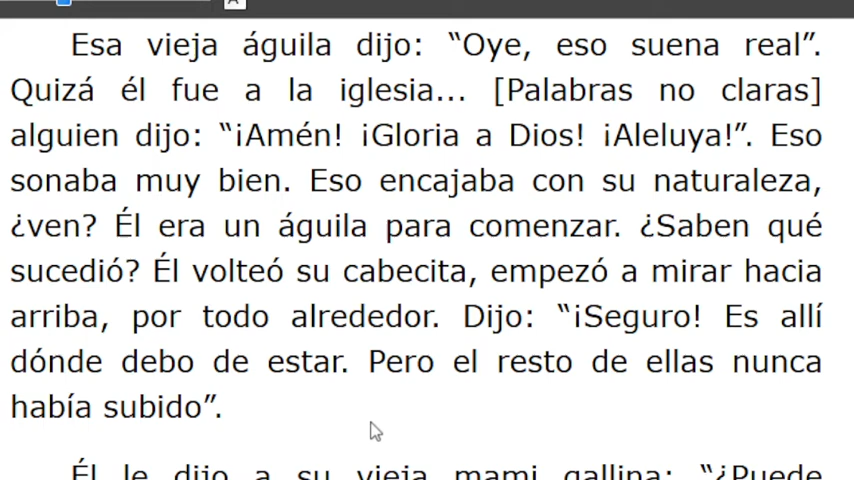 Esa vieja águila dijo: “Oye, eso suena real”.
Quizá él fue a la iglesia... [Palabras no claras]
alguien dijo: “¡Amén! ¡Gloria a Dios! ¡Aleluya!”. Eso
sonaba muy bien. Eso encajaba con su naturaleza,
¿ven? Él era un águila para comenzar. ¿Saben qué
sucedió? Él volteó su cabecita, empezó a mirar hacia
arriba, por todo alrededor. Dijo: “¡Seguro! Es allí
dónde debo de estar. Pero el resto de ellas nunca
había subido”.
Él le dijo a su vieja mami gallina: “¿Puede